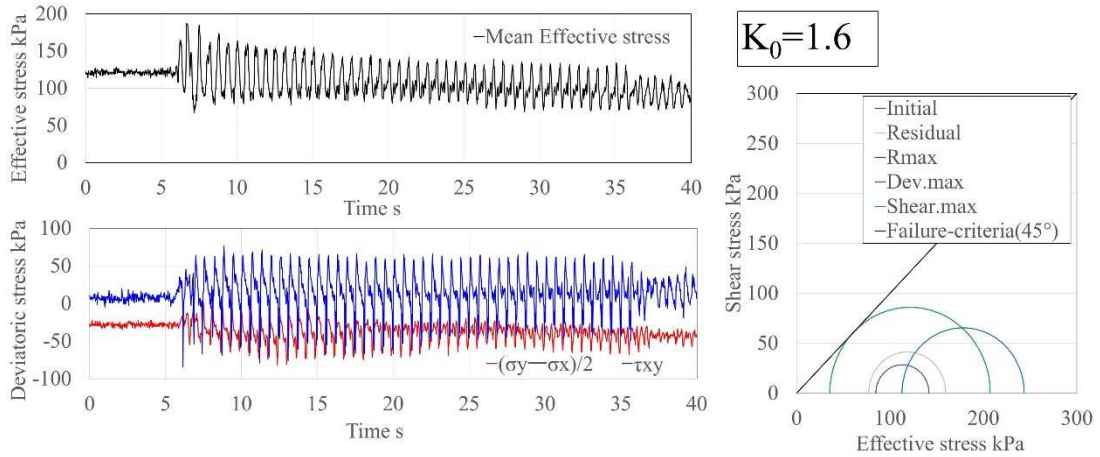 200
150
100
50
0
Effective stress kPa
Mean Effective stress
0 5 10 15 20 25 30 35 40
Time s
100
50
0
-50
-100
Deviatoric stress kPa
(σy—σx)/2 τxy
0 5 10 15 20 25 30 35 40
Time s
K₀=1.6
300
250
200
150
100
50
0
Shear stress kPa
Initial
Residual
Rmax
Dev.max
Shear.max
Failure-criteria(45°)
0 100 200 300
Effective stress kPa